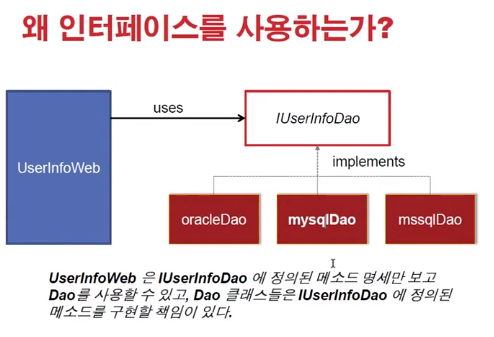 왜 인터페이스를 사용하는가?
uses
IUserInfoDao
UserInfoWeb
implements
oracleDao
mysqlDao
mssqlDao
UserInfoWeb 은 IUserInfoDao 에 정의된 메소드 명세만 보고
Dao를 사용할 수 있고, Dao 클래스들은 IUserInfoDao 에 정의된
메소드를 구현할 책임이 있다.